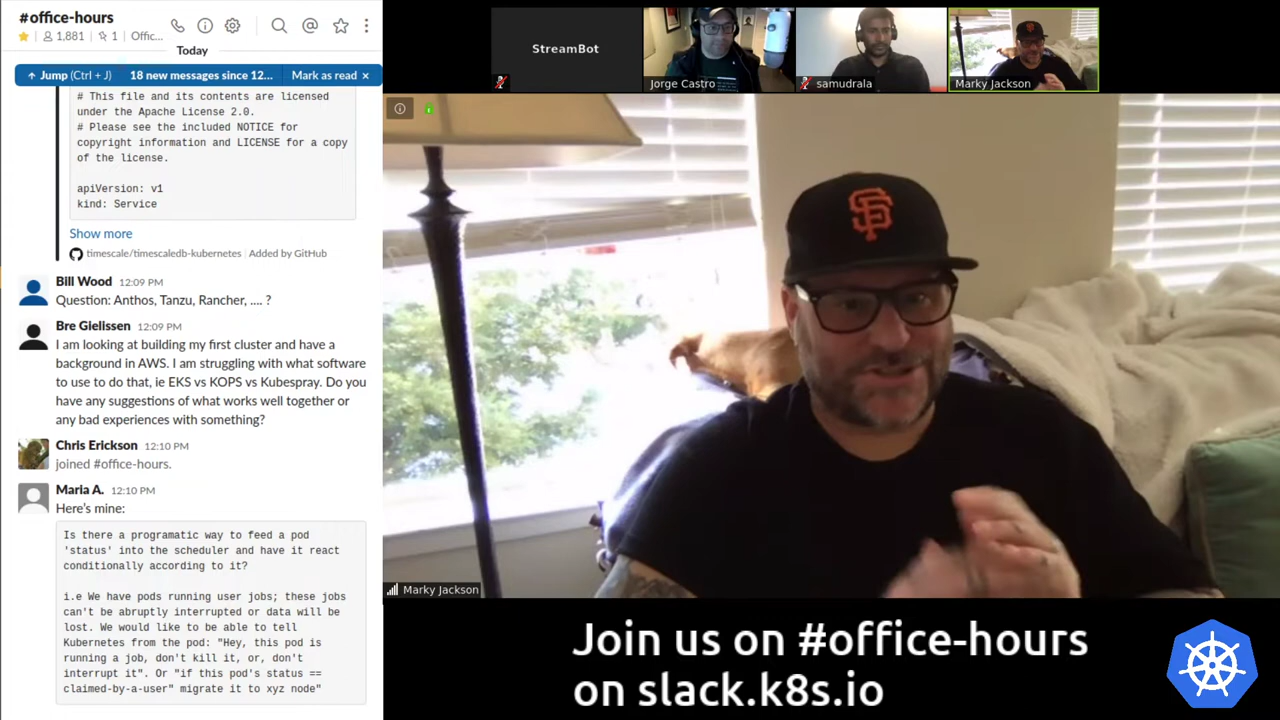 #office-hours
1,881
1
Offic...
Today
Jump (Ctrl + J)
18 new messages since 12...
Mark as read ×
# This file and its contents are licensed
under the Apache License 2.0.
# Please see the included NOTICE for
copyright information and LICENSE for a copy
of the license.
apiVersion: v1
kind: Service
Show more
timescale/timescaledb-kubernetes | Added by GitHub
Bill Wood 12:09 PM
Question: Anthos, Tanzu, Rancher, .... ?
Bre Gielissen 12:09 PM
I am looking at building my first cluster and have a
background in AWS. I am struggling with what software
to use to do that, ie EKS vs KOPS vs Kubespray. Do you
have any suggestions of what works well together or
any bad experiences with something?
Chris Erickson 12:10 PM
joined #office-hours.
Maria A. 12:10 PM
Here's mine:
Is there a programatic way to feed a pod
'status' into the scheduler and have it react
conditionally according to it?
i.e We have pods running user jobs; these jobs
can't be abruptly interrupted or data will be
lost. We would like to be able to tell
Kubernetes from the pod: "Hey, this pod is
running a job, don't kill it, or, don't
interrupt it". Or "if this pod's status ==
claimed-by-a-user" migrate it to xyz node"
StreamBot
Jorge Castro
samudrala
Marky Jackson
SF
Marky Jackson
Join us on #office-hours
on slack.k8s.io